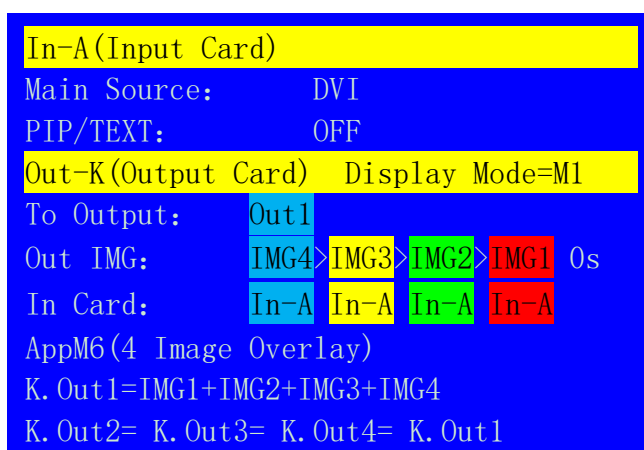 In-A(Input Card)
Main Source： DVI
PIP/TEXT： OFF
Out-K(Output Card) Display Mode=M1
To Output： Out1
Out IMG： IMG4>IMG3>IMG2>IMG1 0s
In Card： In-A In-A In-A In-A
AppM6(4 Image Overlay)
K.Out1=IMG1+IMG2+IMG3+IMG4
K.Out2= K.Out3= K.Out4= K.Out1